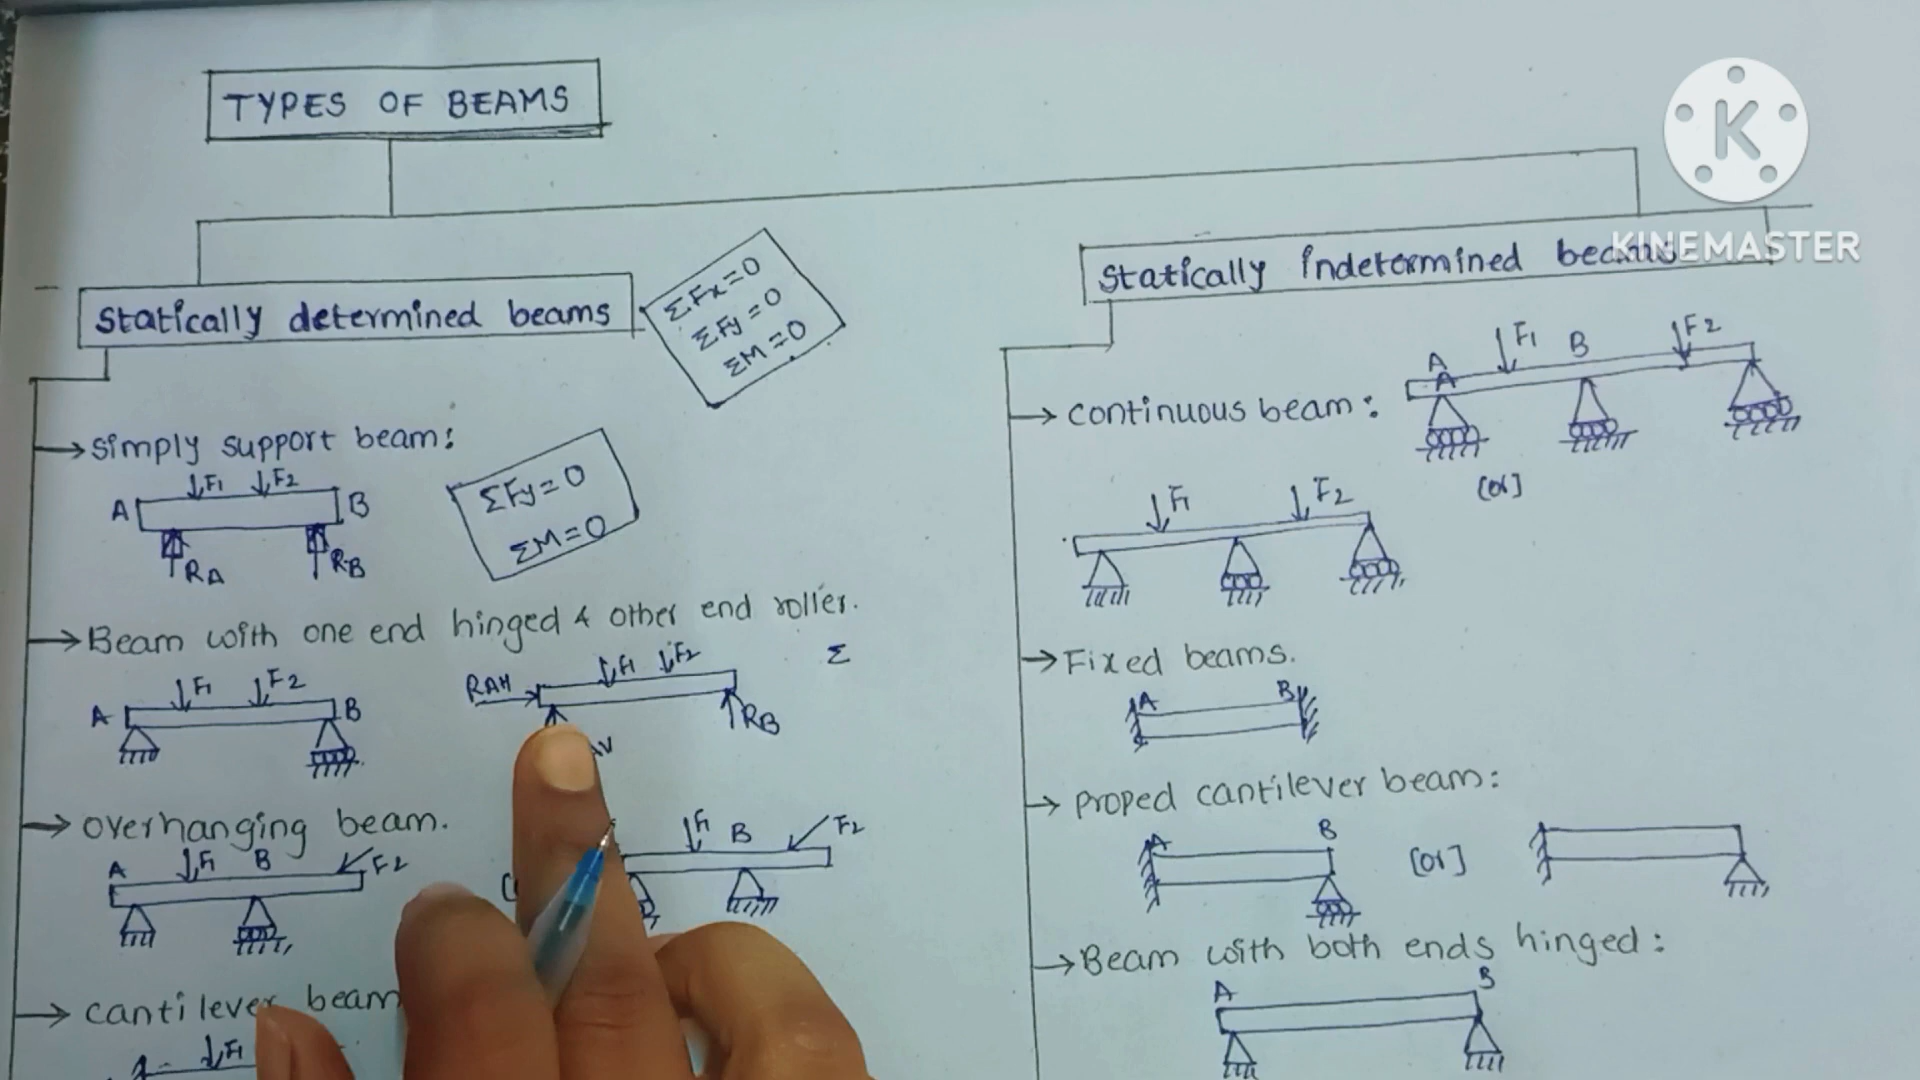 TYPES OF BEAMS
K
KINEMASTER
Statically determined beams
ΣFx=0
ΣFy=0
ΣM=0
→ Simply support beam:
F1 F2
A B
RA RB
ΣFy=0
ΣM=0
→ Beam with one end hinged & other end roller.
Σ
F1 F2
A B
RAH F1 F2
RB
→ overhanging beam.
A F1 B F2
F1 B F2
→ cantilever beam
F1
Statically indetermined beams
→ continuous beam:
A F1 B F2
A
[or]
F1 F2
→ Fixed beams.
A B
→ Proped cantilever beam:
A B [or]
→ Beam with both ends hinged:
A B